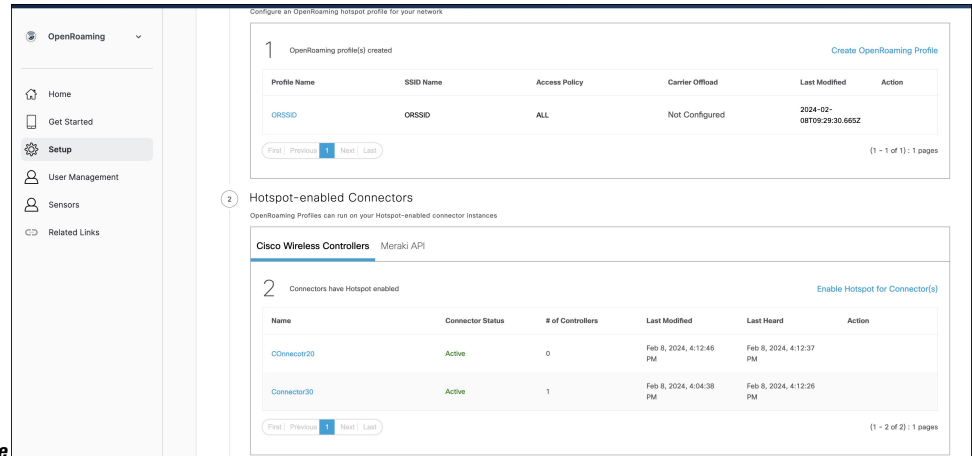 Configure an OpenRoaming hotspot profile for your network
OpenRoaming
Home
Get Started
Setup
User Management
Sensors
Related Links
1 OpenRoaming profile(s) created Create OpenRoaming Profile
Profile Name SSID Name Access Policy Carrier Offload Last Modified Action
ORSSID ORSSID ALL Not Configured 2024-02-
08T09:29:30.665Z
First Previous 1 Next Last (1 - 1 of 1) : 1 pages
2 Hotspot-enabled Connectors
OpenRoaming Profiles can run on your Hotspot-enabled connector instances
Cisco Wireless Controllers Meraki API
2 Connectors have Hotspot enabled Enable Hotspot for Connector(s)
Name Connector Status # of Controllers Last Modified Last Heard Action
COnnecotr20 Active 0 Feb 8, 2024, 4:12:46 Feb 8, 2024, 4:12:37
PM PM
Connector30 Active 1 Feb 8, 2024, 4:04:38 Feb 8, 2024, 4:12:26
PM PM
First Previous 1 Next Last (1 - 2 of 2) : 1 pages
e